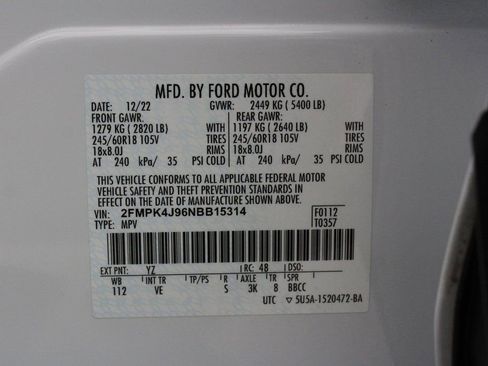 MFD. BY FORD MOTOR CO.
DATE: 12/22 GVWR: 2449 KG ( 5400 LB)
FRONT GAWR: REAR GAWR:
1279 KG ( 2820 LB) WITH 1197 KG ( 2640 LB) WITH
245/60R18 105V TIRES 245/60R18 105V TIRES
18x8.0J RIMS 18x8.0J RIMS
AT 240 kPa/ 35 PSI COLD AT 240 kPa/ 35 PSI COLD
THIS VEHICLE CONFORMS TO ALL APPLICABLE FEDERAL MOTOR
VEHICLE SAFETY AND THEFT PREVENTION STANDARDS IN
EFFECT ON THE DATE OF MANUFACTURE SHOWN ABOVE.
VIN: 2FMPK4J96NBB15314 F0112
TYPE: MPV T0357
EXT PNT: YZ RC: 48 DSO:
WB INT TR TP/PS R AXLE TR SPR
112 VE S 3K 8 BBCC
UTC ▽ 5U5A-1520472-BA